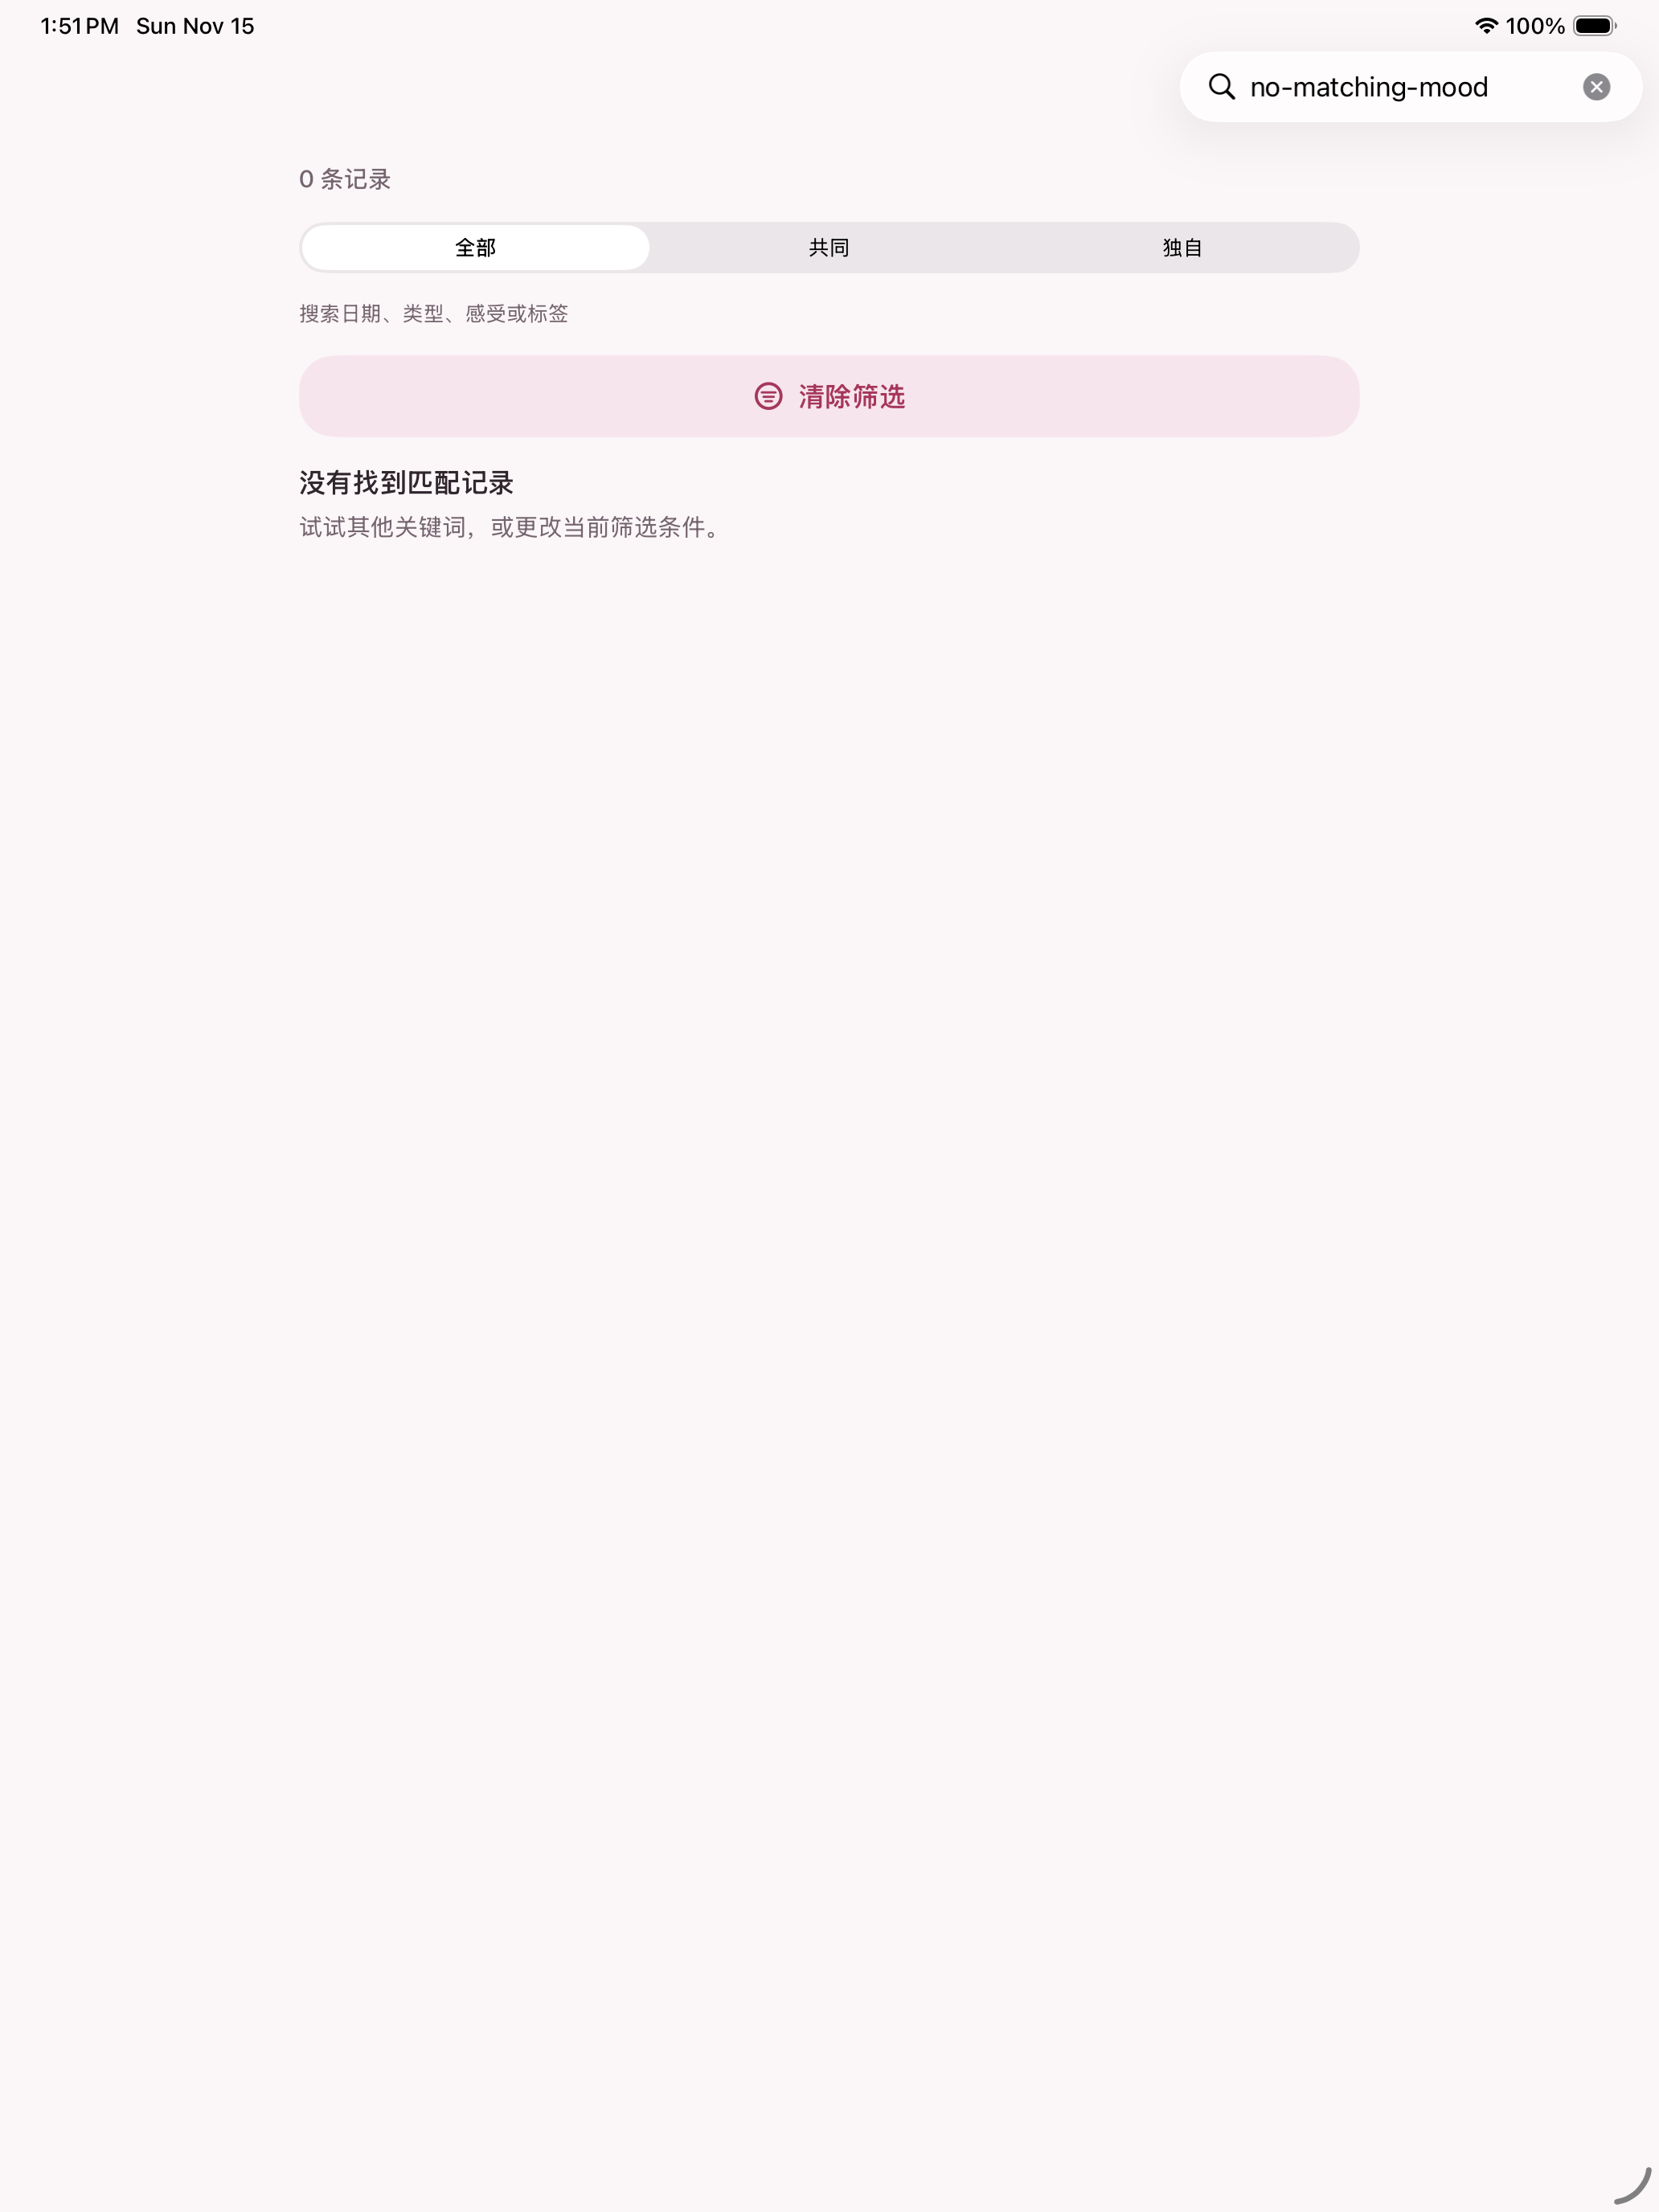 1:51 PM Sun Nov 15
100%
no-matching-mood
0 条记录
全部 共同 独自
搜索日期、类型、感受或标签
清除筛选
没有找到匹配记录
试试其他关键词，或更改当前筛选条件。